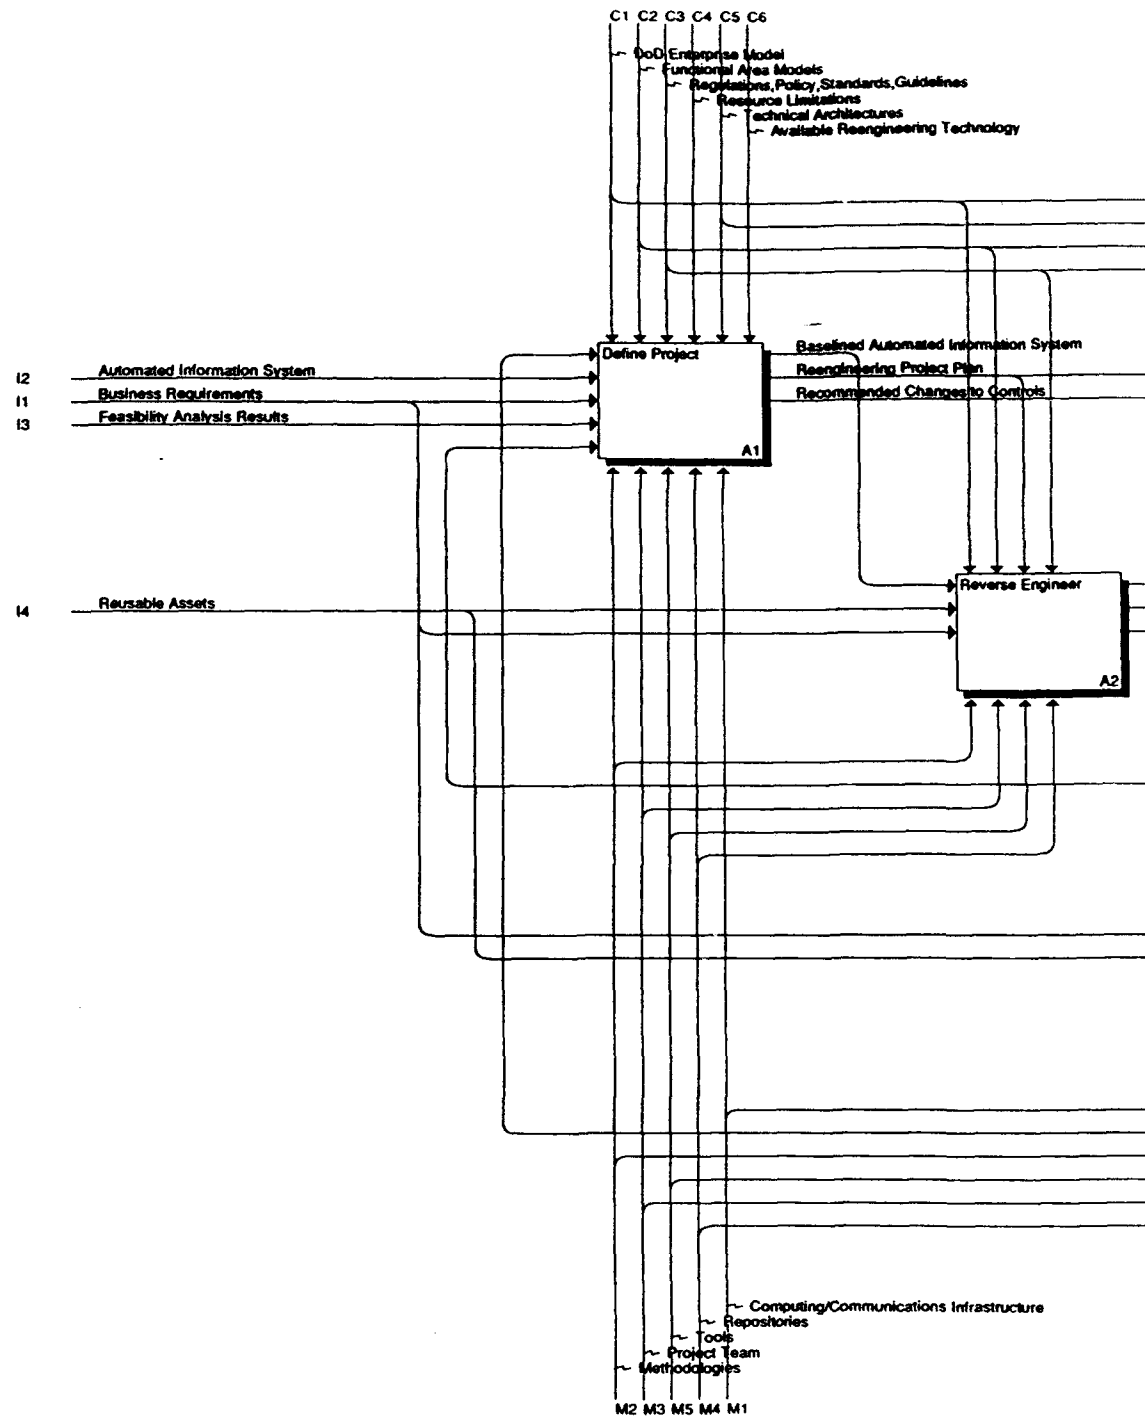 C1 C2 C3 C4 C5 C6
DoD Enterprise Model
Functional Area Models
Regulations,Policy,Standards,Guidelines
Resource Limitations
Technical Architectures
Available Reengineering Technology
Define Project
A1
Baselined Automated Information System
Reengineering Project Plan
Recommended Changes to Controls
I2 Automated Information System
I1 Business Requirements
I3 Feasibility Analysis Results
Reverse Engineer
A2
I4 Reusable Assets
Computing/Communications Infrastructure
Repositories
Tools
Project Team
Methodologies
M2 M3 M5 M4 M1